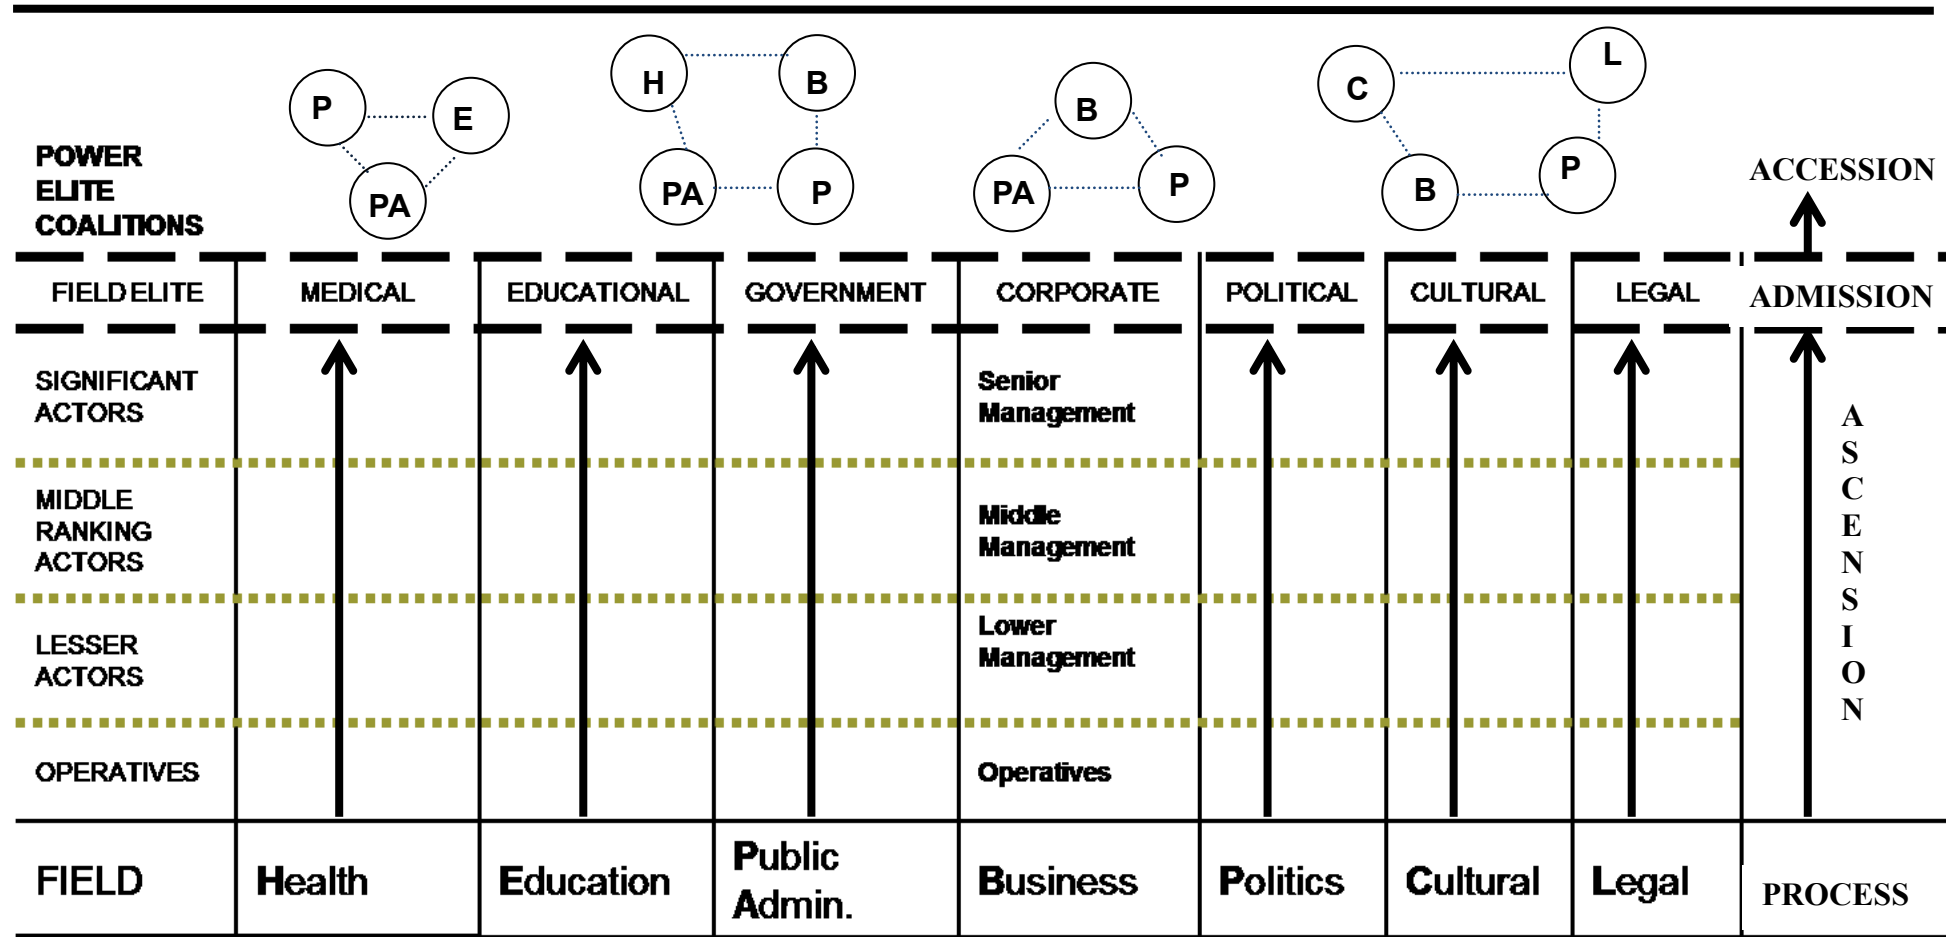 P
E
PA
H
B
PA
P
B
PA
P
C
L
B
P
POWER
ELITE
COALITIONS
ACCESSION
FIELD ELITE
MEDICAL
EDUCATIONAL
GOVERNMENT
CORPORATE
POLITICAL
CULTURAL
LEGAL
ADMISSION
SIGNIFICANT
ACTORS
Senior
Management
MIDDLE
RANKING
ACTORS
Middle
Management
LESSER
ACTORS
Lower
Management
OPERATIVES
Operatives
A
S
C
E
N
S
I
O
N
FIELD
Health
Education
Public
Admin.
Business
Politics
Cultural
Legal
PROCESS